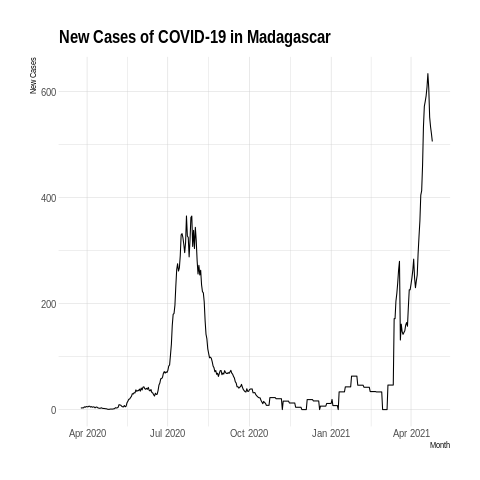 New Cases of COVID-19 in Madagascar
New Cases
600
400
200
0
Apr 2020 Jul 2020 Oct 2020 Jan 2021 Apr 2021
Month